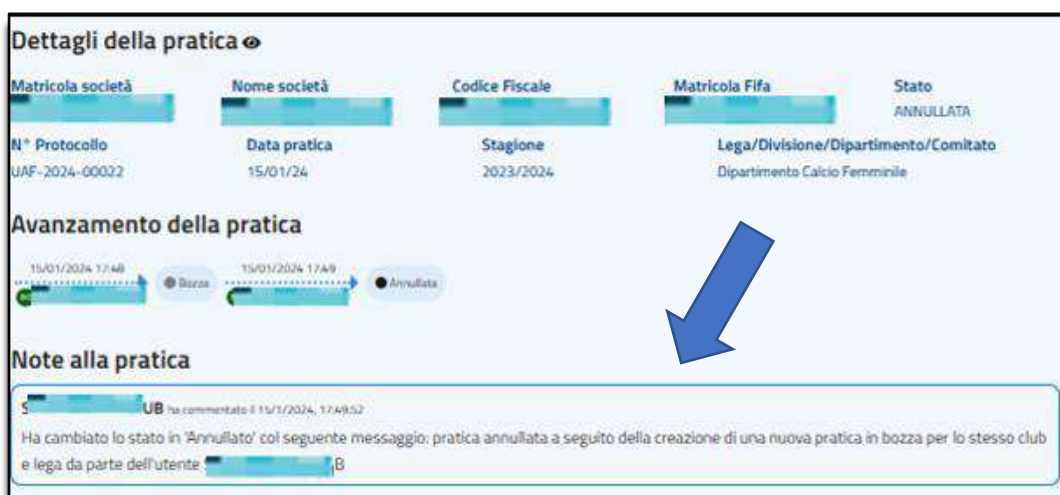 Dettagli della pratica
Matricola società Nome società Codice Fiscale Matricola Fifa Stato
ANNULLATA
N° Protocollo Data pratica Stagione Lega/Divisione/Dipartimento/Comitato
UAF-2024-00022 15/01/24 2023/2024 Dipartimento Calcio Femminile
Avanzamento della pratica
15/01/2024 17:48 Bozza 15/01/2024 17:49 Annullata
Note alla pratica
S UB ha commentato il 15/1/2024, 17:49:52
Ha cambiato lo stato in 'Annullato' col seguente messaggio: pratica annullata a seguito della creazione di una nuova pratica in bozza per lo stesso club
e lega da parte dell'utente B